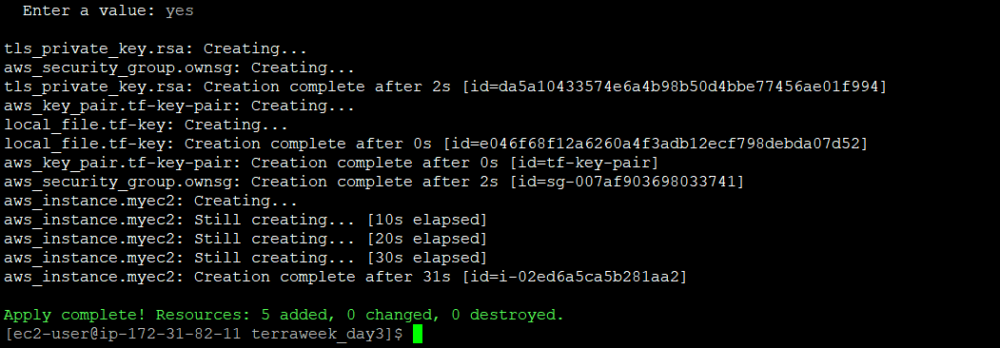 Enter a value: yes
tls_private_key.rsa: Creating...
aws_security_group.ownsg: Creating...
tls_private_key.rsa: Creation complete after 2s [id=da5a10433574e6a4b98b50d4bbe77456ae01f994]
aws_key_pair.tf-key-pair: Creating...
local_file.tf-key: Creating...
local_file.tf-key: Creation complete after 0s [id=e046f68f12a6260a4f3adb12ecf798debda07d52]
aws_key_pair.tf-key-pair: Creation complete after 0s [id=tf-key-pair]
aws_security_group.ownsg: Creation complete after 2s [id=sg-007af903698033741]
aws_instance.myec2: Creating...
aws_instance.myec2: Still creating... [10s elapsed]
aws_instance.myec2: Still creating... [20s elapsed]
aws_instance.myec2: Still creating... [30s elapsed]
aws_instance.myec2: Creation complete after 31s [id=i-02ed6a5ca5b281aa2]
Apply complete! Resources: 5 added, 0 changed, 0 destroyed.
[ec2-user@ip-172-31-82-11 terraweek_day3]$